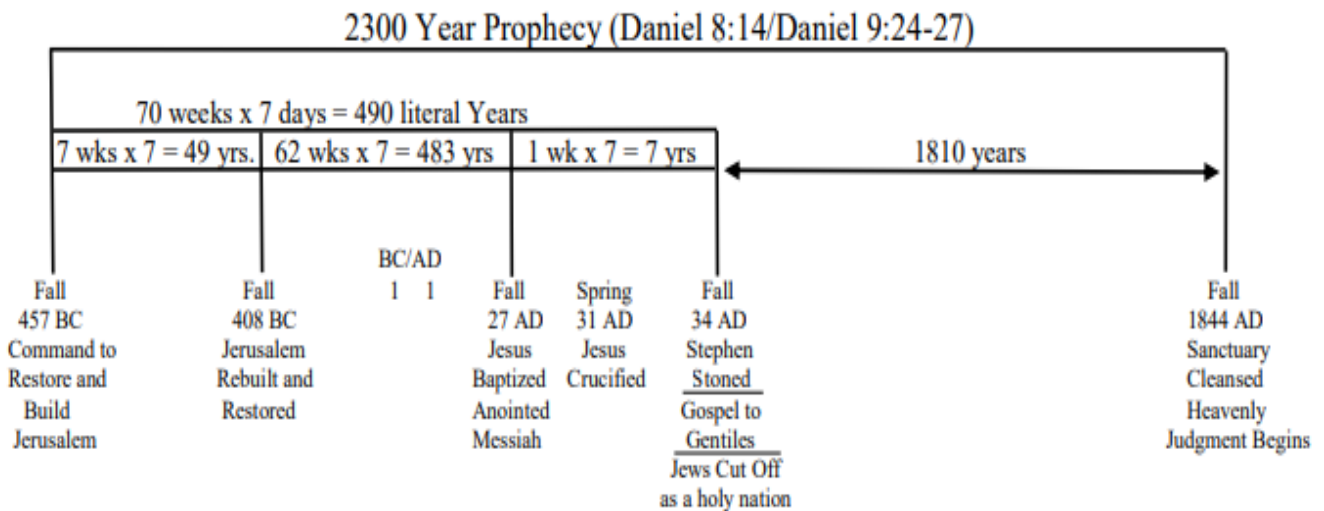 2300 Year Prophecy (Daniel 8:14/Daniel 9:24-27)
70 weeks x 7 days = 490 literal Years
7 wks x 7 = 49 yrs.
62 wks x 7 = 483 yrs
1 wk x 7 = 7 yrs
1810 years
Fall
457 BC
Command to
Restore and
Build
Jerusalem
Fall
408 BC
Jerusalem
Rebuilt and
Restored
BC/AD
1 1
Fall
27 AD
Jesus
Baptized
Anointed
Messiah
Spring
31 AD
Jesus
Crucified
Fall
34 AD
Stephen
Stoned
Gospel to
Gentiles
Jews Cut Off
as a holy nation
Fall
1844 AD
Sanctuary
Cleansed
Heavenly
Judgment Begins